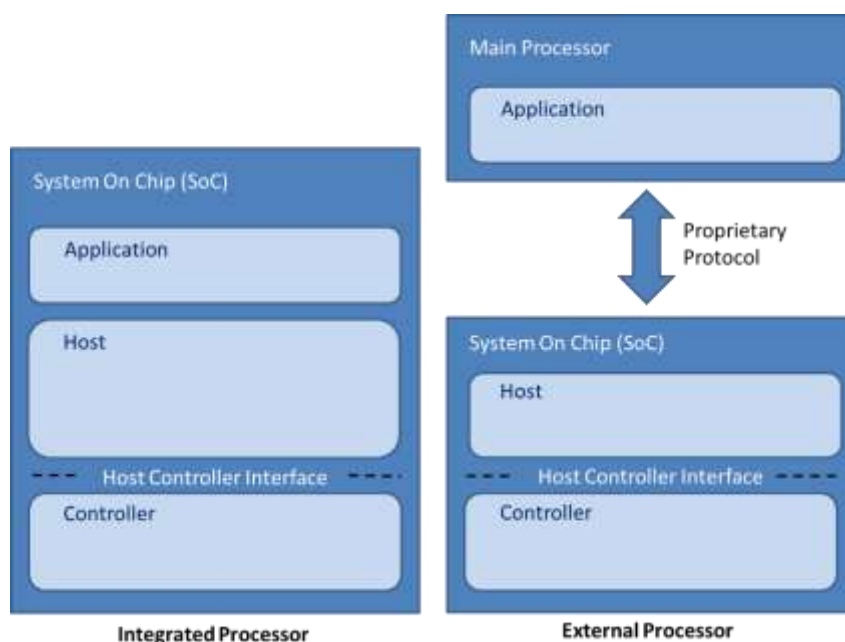 System On Chip (SoC)
Application
Host
Host Controller Interface
Controller
Integrated Processor
Main Processor
Application
Proprietary
Protocol
System On Chip (SoC)
Host
Host Controller Interface
Controller
External Processor